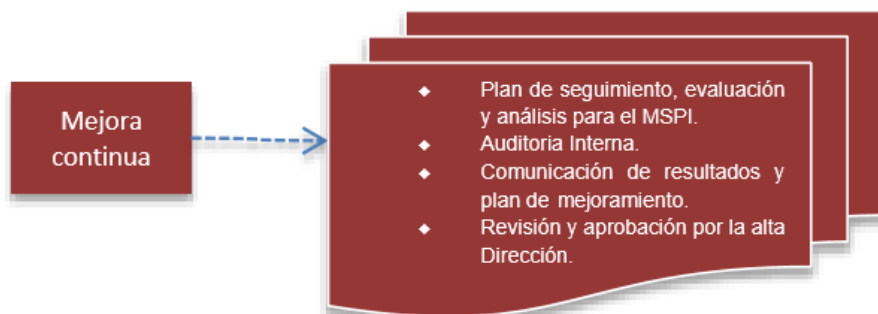 Mejora
continua
◆ Plan de seguimiento, evaluación
y análisis para el MSPI.
◆ Auditoria Interna.
◆ Comunicación de resultados y
plan de mejoramiento.
◆ Revisión y aprobación por la alta
Dirección.